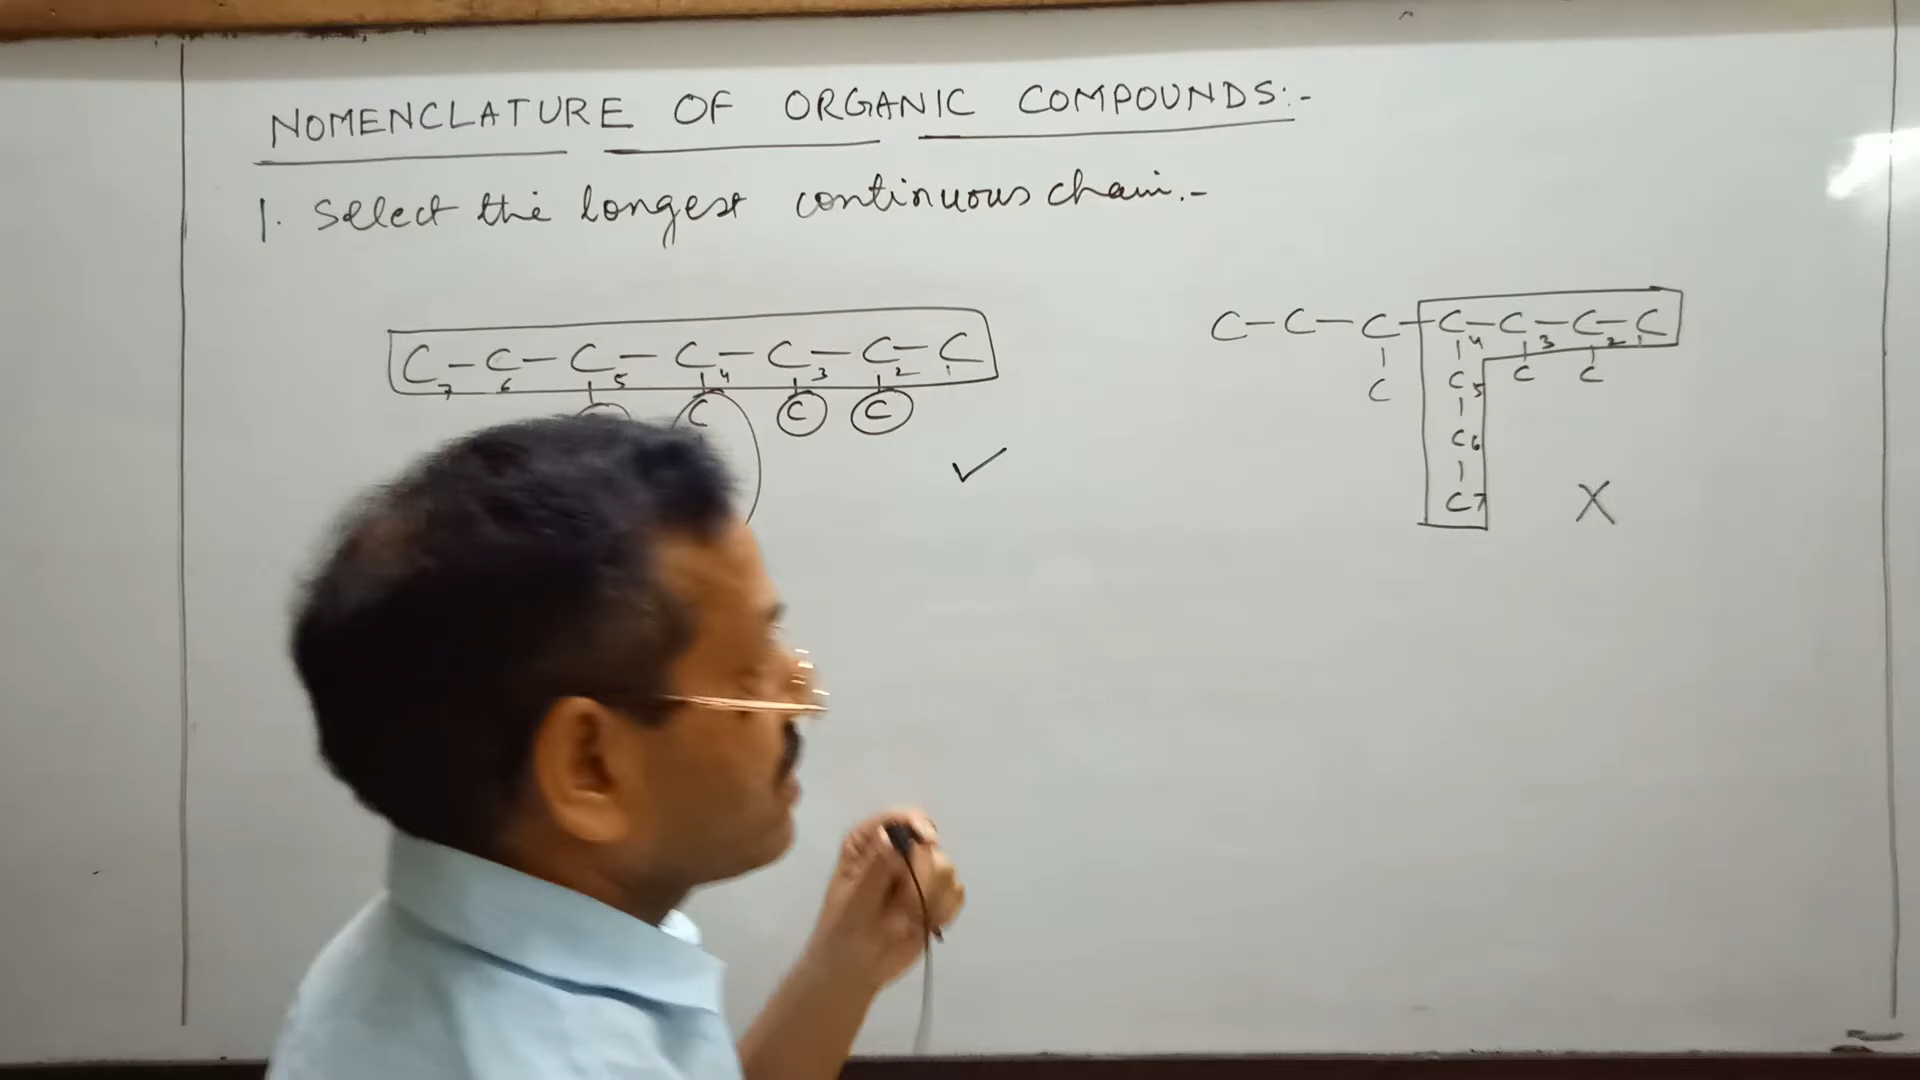 NOMENCLATURE OF ORGANIC COMPOUNDS:-
1. Select the longest continuous chain.-
C-C-C-C-C-C-C
7 6 5 4 3 2 1
C C C
✓
C-C-C-C-C-C-C
4 3 2 1
C C5 C C
C6
C7
X